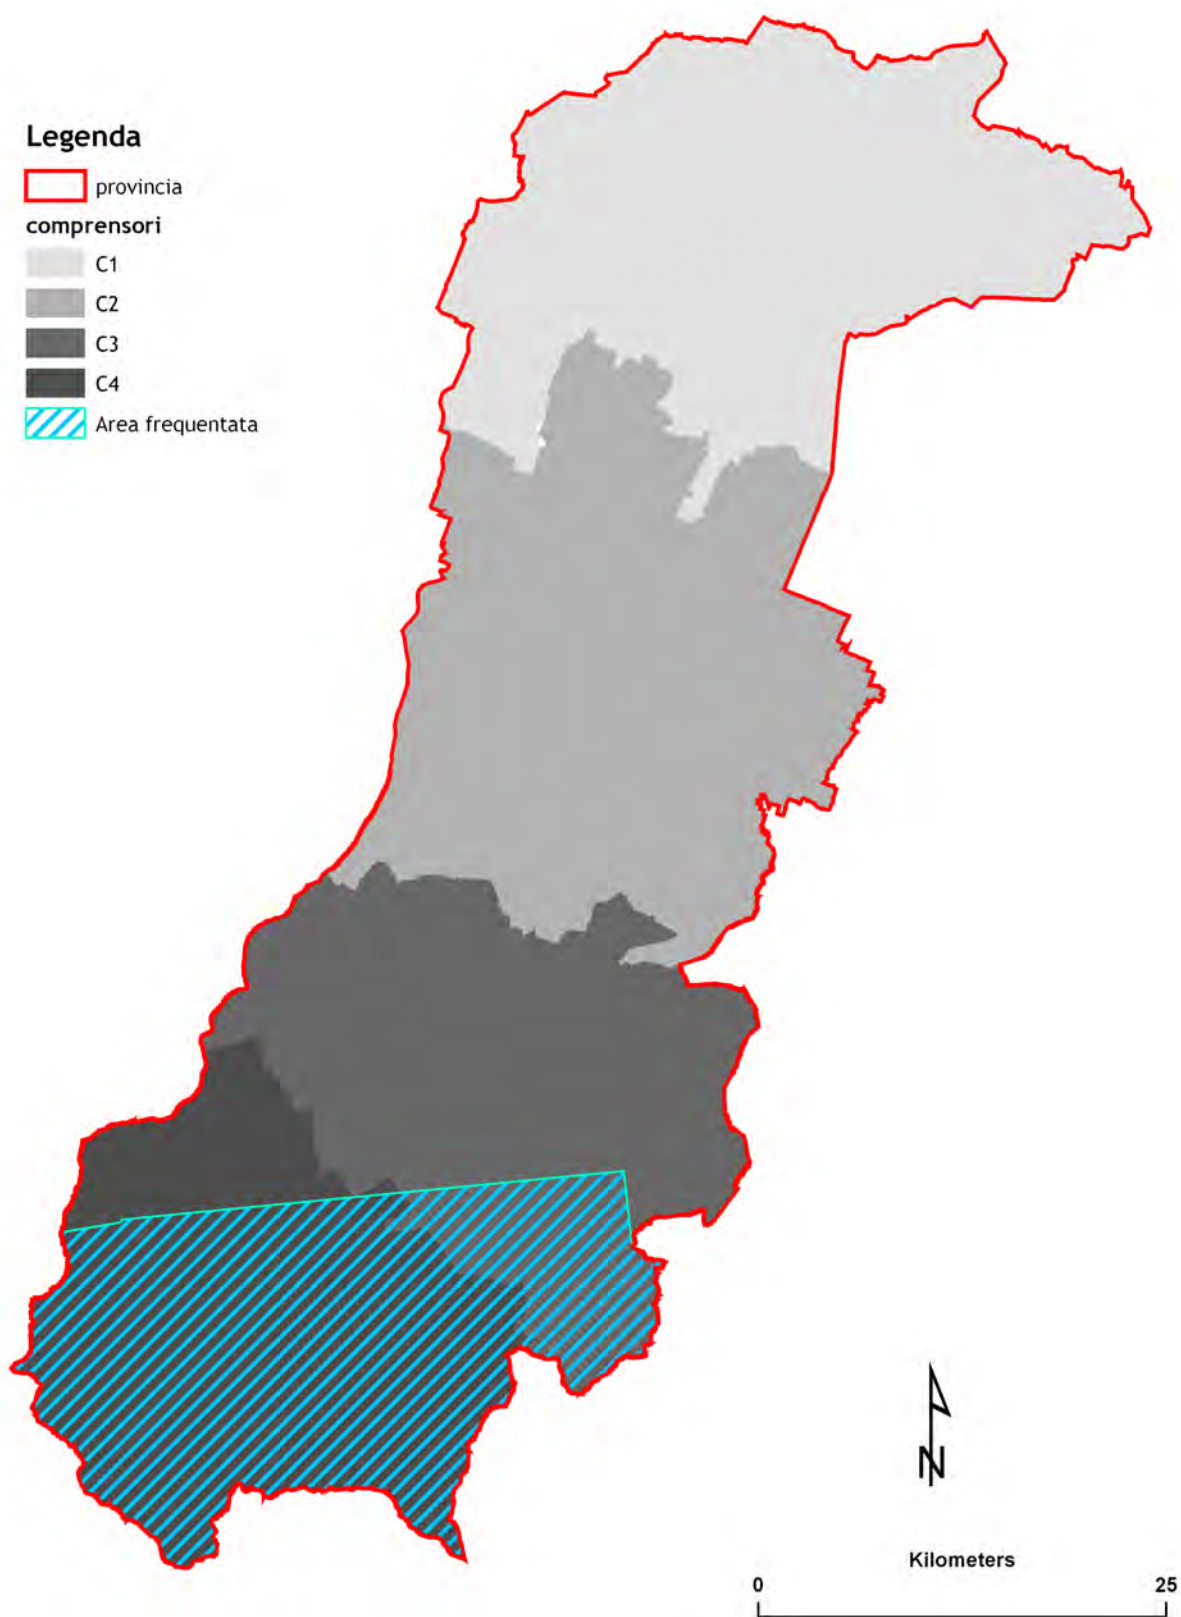 Legenda
provincia
comprensori
C1
C2
C3
C4
Area frequentata
N
Kilometers
0 25